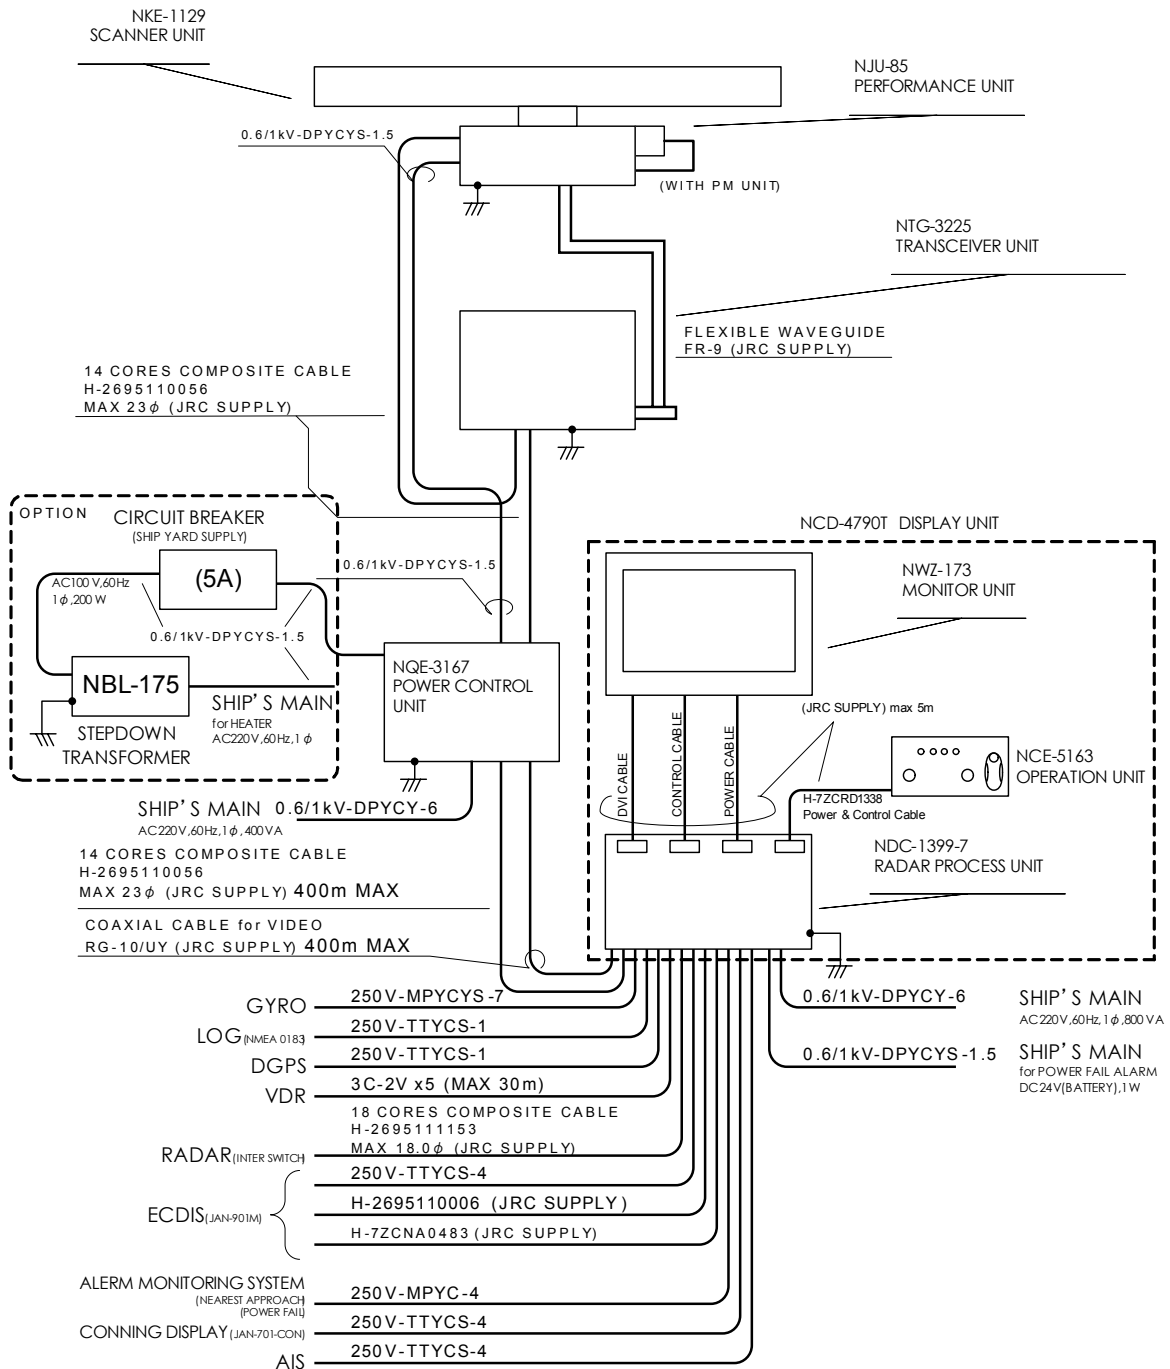 NKE-1129
SCANNER UNIT
NJU-85
PERFORMANCE UNIT
0.6/1kV-DPYCYS-1.5
(WITH PM UNIT)
NTG-3225
TRANSCEIVER UNIT
FLEXIBLE WAVEGUIDE
FR-9 (JRC SUPPLY)
14 CORES COMPOSITE CABLE
H-2695110056
MAX 23φ (JRC SUPPLY)
OPTION
CIRCUIT BREAKER
(SHIP YARD SUPPLY)
(5A)
AC100V,60Hz
1φ,200W
0.6/1kV-DPYCYS-1.5
0.6/1kV-DPYCYS-1.5
NBL-175
STEPDOWN
TRANSFORMER
SHIP'S MAIN
for HEATER
AC220V,60Hz,1φ
NQE-3167
POWER CONTROL
UNIT
NCD-4790T DISPLAY UNIT
NWZ-173
MONITOR UNIT
(JRC SUPPLY) max 5m
DVI CABLE
CONTROL CABLE
POWER CABLE
NCE-5163
OPERATION UNIT
H-7ZCRD1338
Power & Control Cable
NDC-1399-7
RADAR PROCESS UNIT
SHIP'S MAIN 0.6/1kV-DPYCY-6
AC220V,60Hz,1φ,400VA
14 CORES COMPOSITE CABLE
H-2695110056
MAX 23φ (JRC SUPPLY) 400m MAX
COAXIAL CABLE for VIDEO
RG-10/UY (JRC SUPPLY) 400m MAX
GYRO 250V-MPYCYS-7
LOG(NMEA 0183) 250V-TTYCS-1
DGPS 250V-TTYCS-1
VDR 3C-2V x5 (MAX 30m)
0.6/1kV-DPYCY-6 SHIP'S MAIN
AC220V,60Hz,1φ,800VA
0.6/1kV-DPYCYS-1.5 SHIP'S MAIN
for POWER FAIL ALARM
DC24V(BATTERY),1W
18 CORES COMPOSITE CABLE
H-2695111153
RADAR(INTER SWITCH) MAX 18.0φ (JRC SUPPLY)
250V-TTYCS-4
ECDIS(JAN-901M) H-2695110006 (JRC SUPPLY)
H-7ZCNA0483 (JRC SUPPLY)
ALERM MONITORING SYSTEM 250V-MPYC-4
(NEAREST APPROACH)
(POWER FAIL)
CONNING DISPLAY(JAN-701-CON) 250V-TTYCS-4
AIS 250V-TTYCS-4